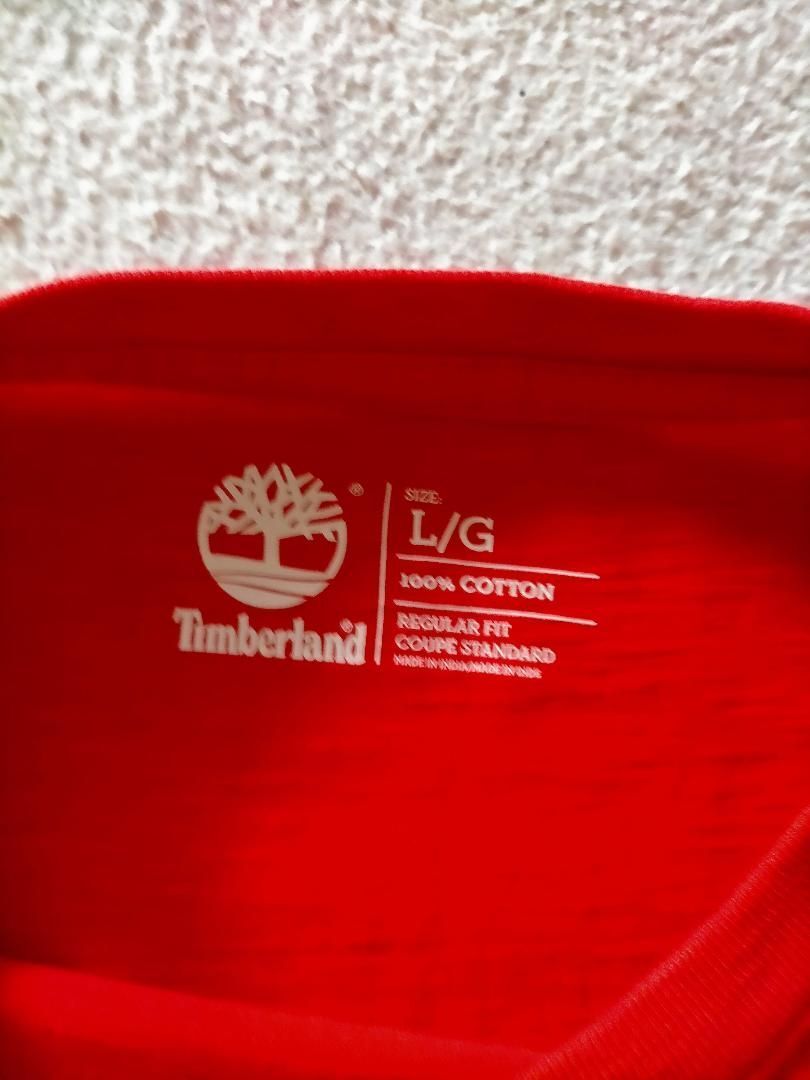 Timberland®
®
SIZE:
L/G
100% COTTON
REGULAR FIT
COUPE STANDARD
MADE IN INDIA/MADE IN INDE